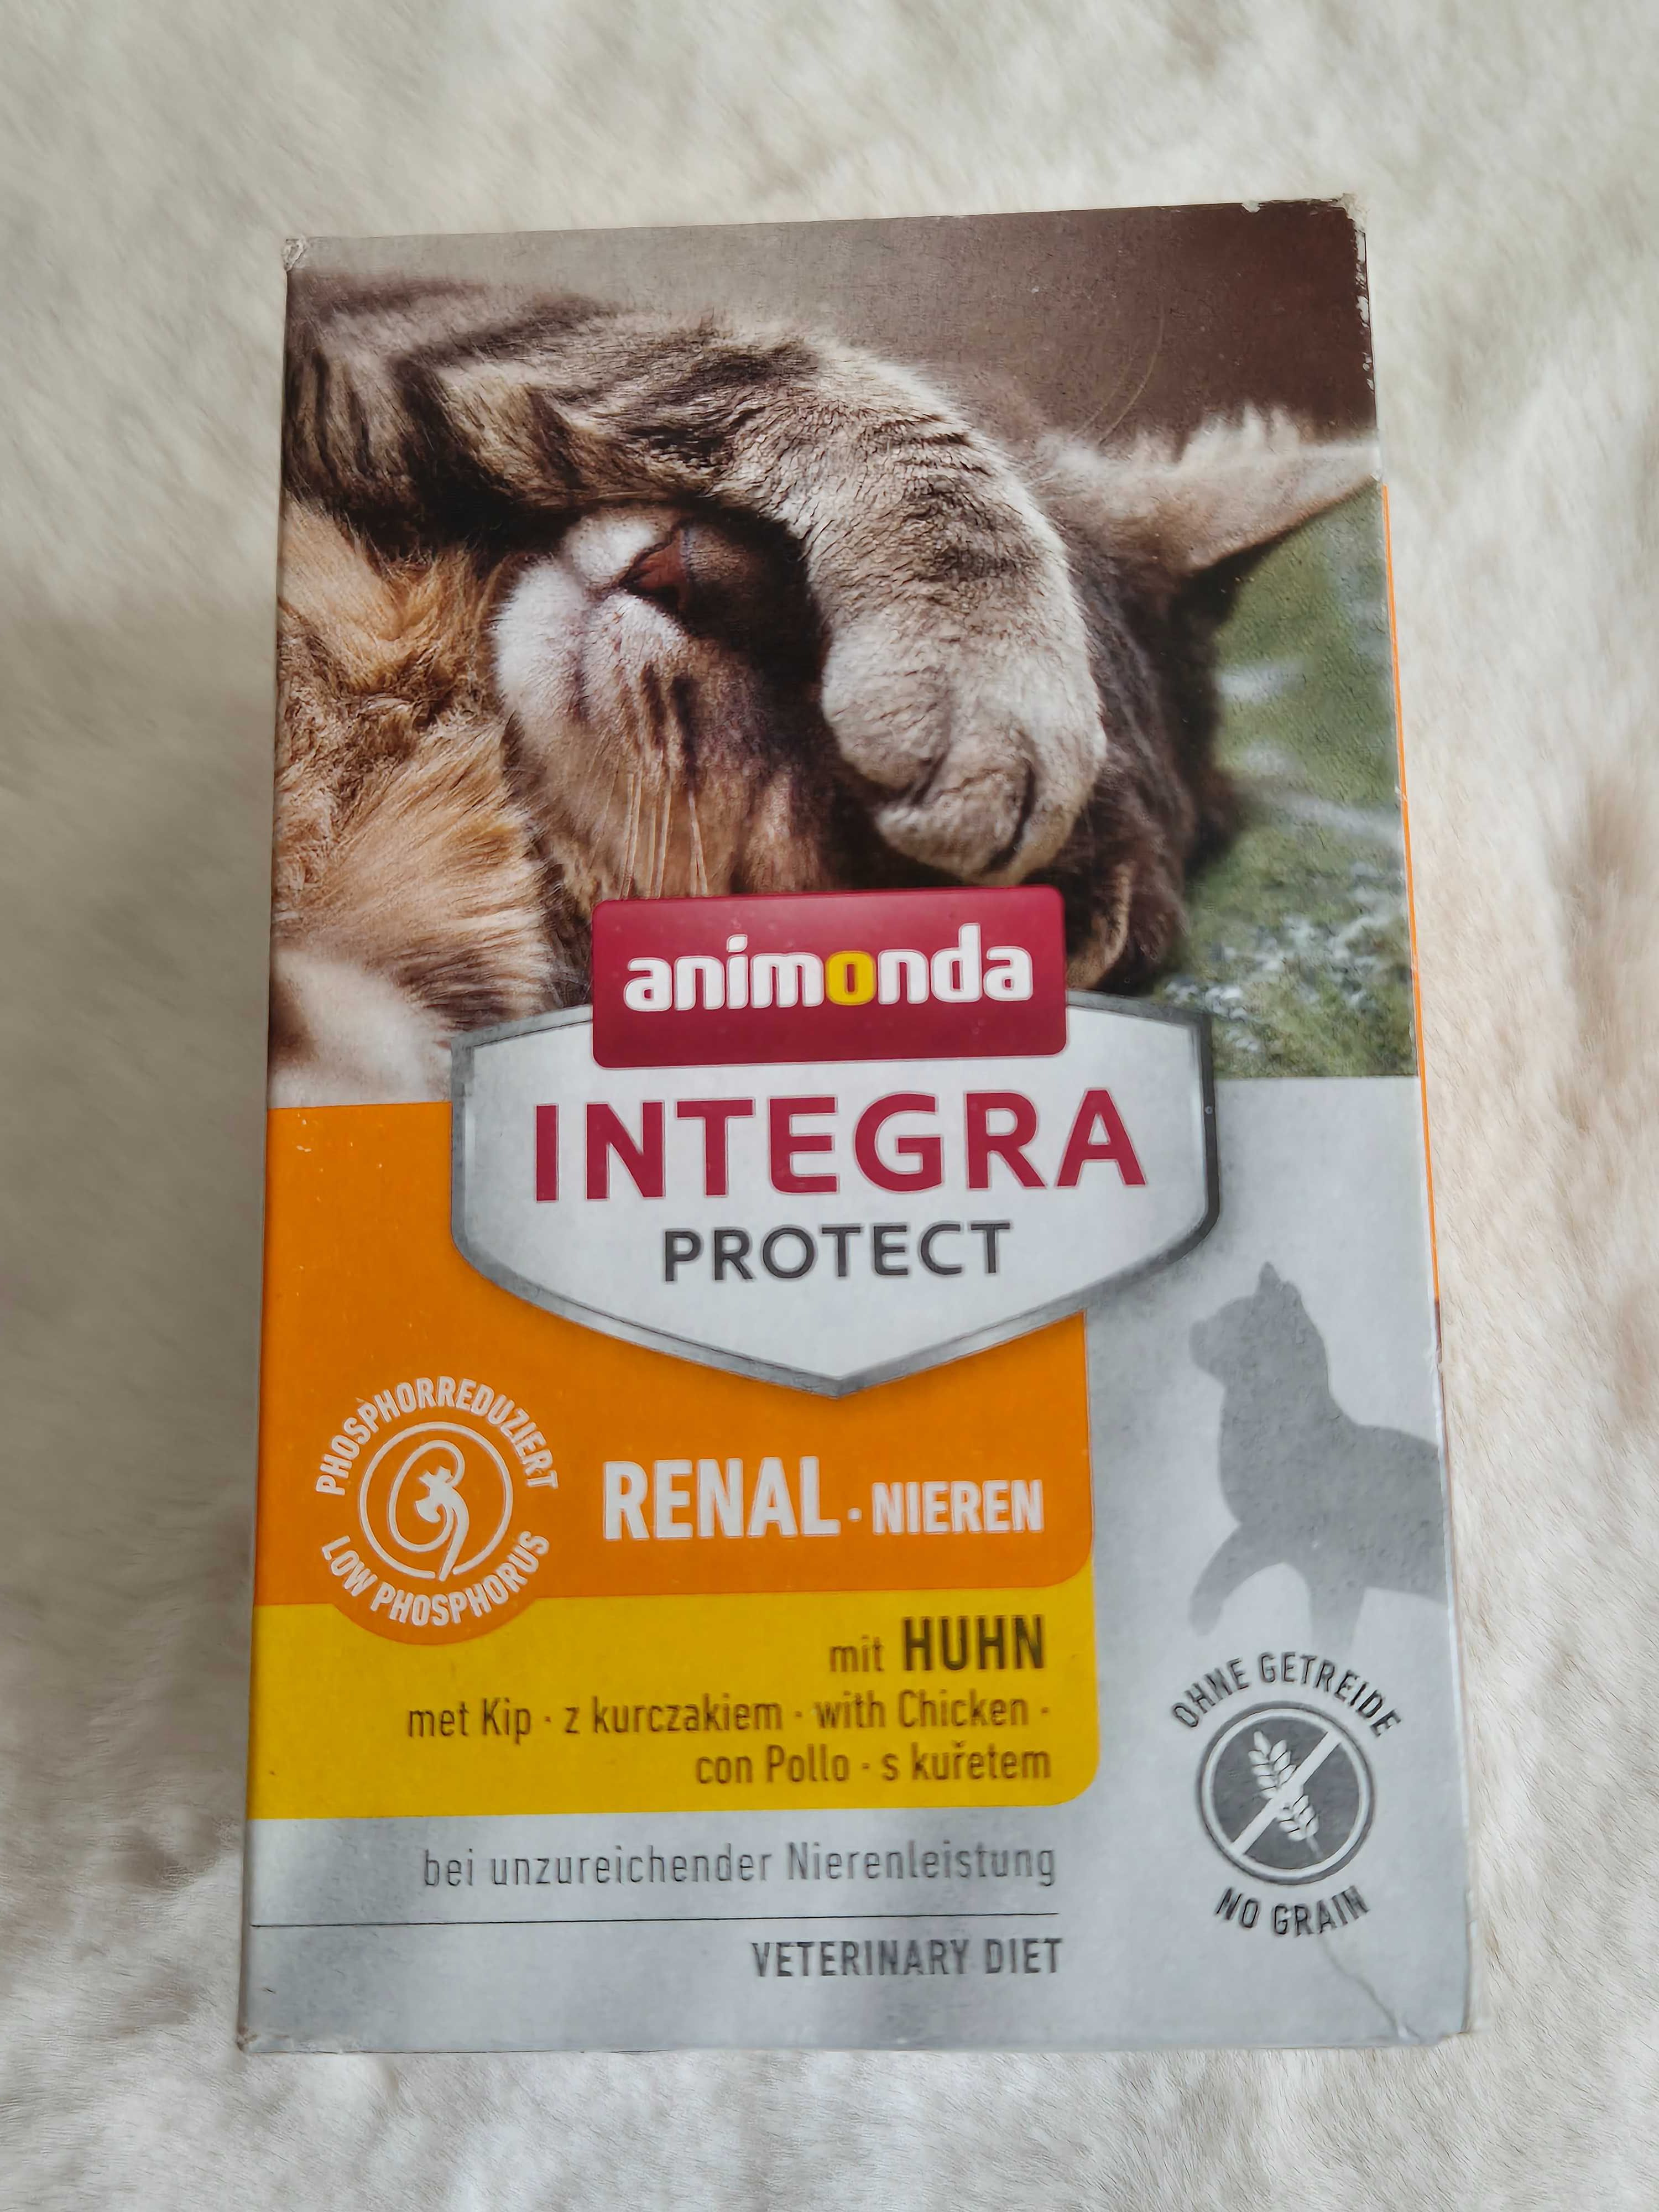 animonda
INTEGRA
PROTECT
PHOSPHORREDUZIERT
LOW PHOSPHORUS
RENAL · NIEREN
mit HUHN
met Kip · z kurczakiem · with Chicken ·
con Pollo · s kuřetem
bei unzureichender Nierenleistung
VETERINARY DIET
OHNE GETREIDE
NO GRAIN